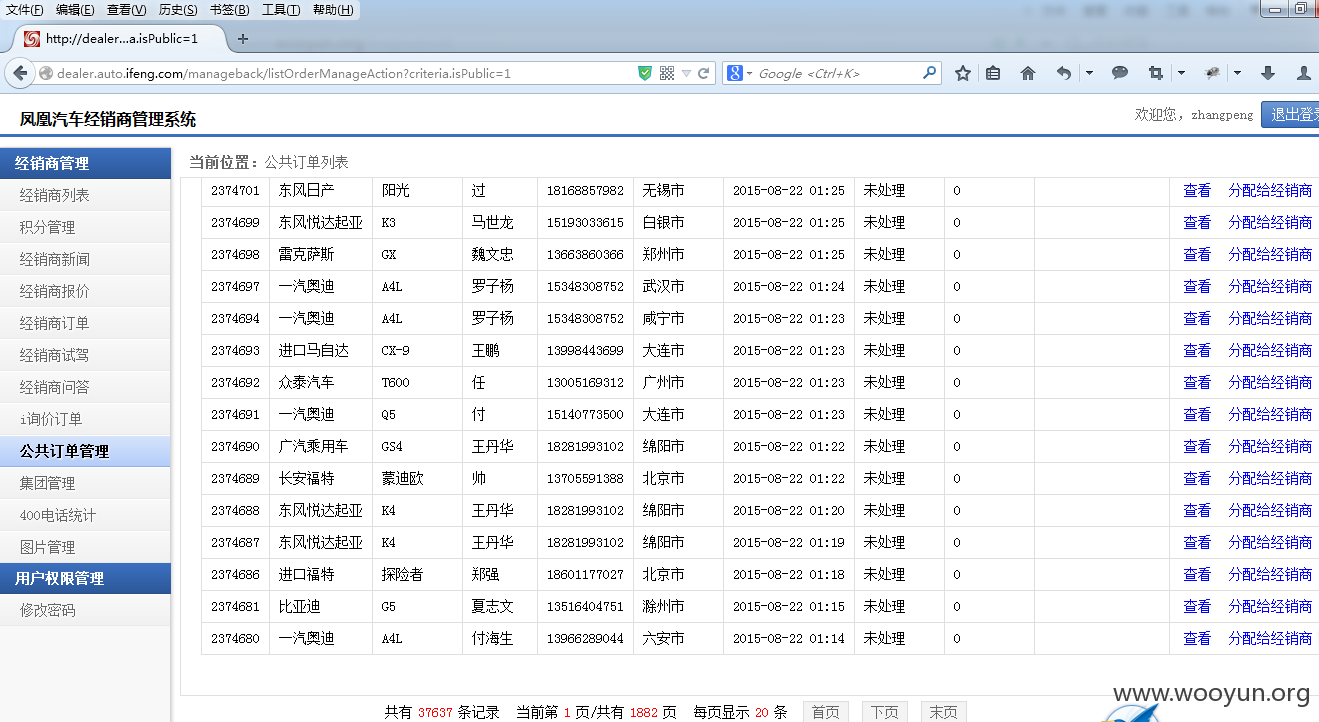 文件(F) 编辑(E) 查看(V) 历史(S) 书签(B) 工具(T) 帮助(H)
http://dealer...a.isPublic=1
dealer.auto.ifeng.com/manageback/listOrderManageAction?criteria.isPublic=1
Google <Ctrl+K>
凤凰汽车经销商管理系统
欢迎您，zhangpeng 退出登录
经销商管理
经销商列表
积分管理
经销商新闻
经销商报价
经销商订单
经销商试驾
经销商问答
i询价订单
公共订单管理
集团管理
400电话统计
图片管理
用户权限管理
修改密码
当前位置：公共订单列表
2374701 东风日产 阳光 过 18168857982 无锡市 2015-08-22 01:25 未处理 0 查看 分配给经销商
2374699 东风悦达起亚 K3 马世龙 15193033615 白银市 2015-08-22 01:25 未处理 0 查看 分配给经销商
2374698 雷克萨斯 GX 魏文忠 13663860366 郑州市 2015-08-22 01:25 未处理 0 查看 分配给经销商
2374697 一汽奥迪 A4L 罗子杨 15348308752 武汉市 2015-08-22 01:24 未处理 0 查看 分配给经销商
2374694 一汽奥迪 A4L 罗子杨 15348308752 咸宁市 2015-08-22 01:23 未处理 0 查看 分配给经销商
2374693 进口马自达 CX-9 王鹏 13998443699 大连市 2015-08-22 01:23 未处理 0 查看 分配给经销商
2374692 众泰汽车 T600 任 13005169312 广州市 2015-08-22 01:23 未处理 0 查看 分配给经销商
2374691 一汽奥迪 Q5 付 15140773500 大连市 2015-08-22 01:23 未处理 0 查看 分配给经销商
2374690 广汽乘用车 GS4 王丹华 18281993102 绵阳市 2015-08-22 01:22 未处理 0 查看 分配给经销商
2374689 长安福特 蒙迪欧 帅 13705591388 北京市 2015-08-22 01:22 未处理 0 查看 分配给经销商
2374688 东风悦达起亚 K4 王丹华 18281993102 绵阳市 2015-08-22 01:20 未处理 0 查看 分配给经销商
2374687 东风悦达起亚 K4 王丹华 18281993102 绵阳市 2015-08-22 01:19 未处理 0 查看 分配给经销商
2374686 进口福特 探险者 郑强 18601177027 北京市 2015-08-22 01:18 未处理 0 查看 分配给经销商
2374681 比亚迪 G5 夏志文 13516404751 滁州市 2015-08-22 01:15 未处理 0 查看 分配给经销商
2374680 一汽奥迪 A4L 付海生 13966289044 六安市 2015-08-22 01:14 未处理 0 查看 分配给经销商
共有 37637 条记录 当前第 1 页/共有 1882 页 每页显示 20 条 首页 下页 末页
www.wooyun.org